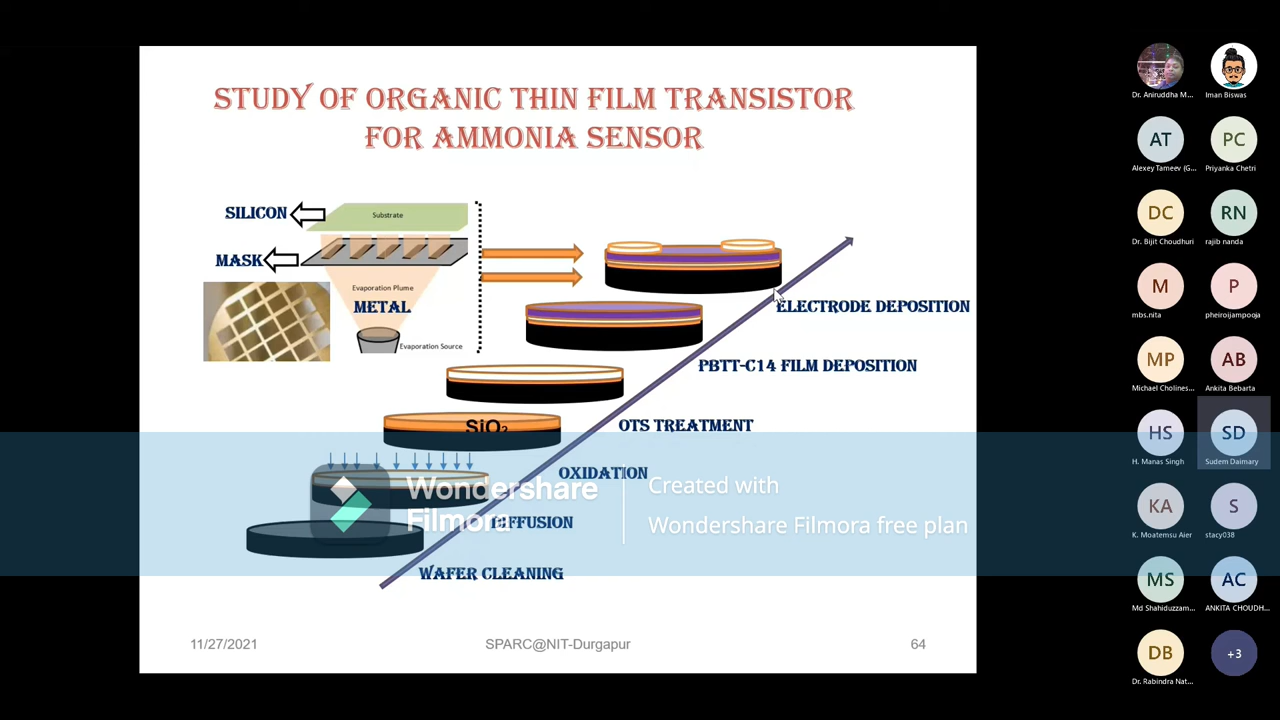 STUDY OF ORGANIC THIN FILM TRANSISTOR
FOR AMMONIA SENSOR
SILICON
Substrate
MASK
Evaporation Plume
METAL
Evaporation Source
ELECTRODE DEPOSITION
PBTT-C14 FILM DEPOSITION
OTS TREATMENT
SiO2
OXIDATION
DIFFUSION
WAFER CLEANING
Wondershare
Filmora
Created with
Wondershare Filmora free plan
11/27/2021
SPARC@NIT-Durgapur
64
Dr. Aniruddha M...
Iman Biswas
AT
Alexey Tameev (G...
PC
Priyanka Chetri
DC
Dr. Bijit Choudhuri
RN
rajib nanda
M
mbs.nita
P
pheiroijampooja
MP
Michael Cholines...
AB
Ankita Bebarta
HS
H. Manas Singh
SD
Sudem Daimary
KA
K. Moatemsu Aier
S
stacy038
MS
Md Shahiduzzam...
AC
ANKITA CHOUDH...
DB
Dr. Rabindra Nat...
+3